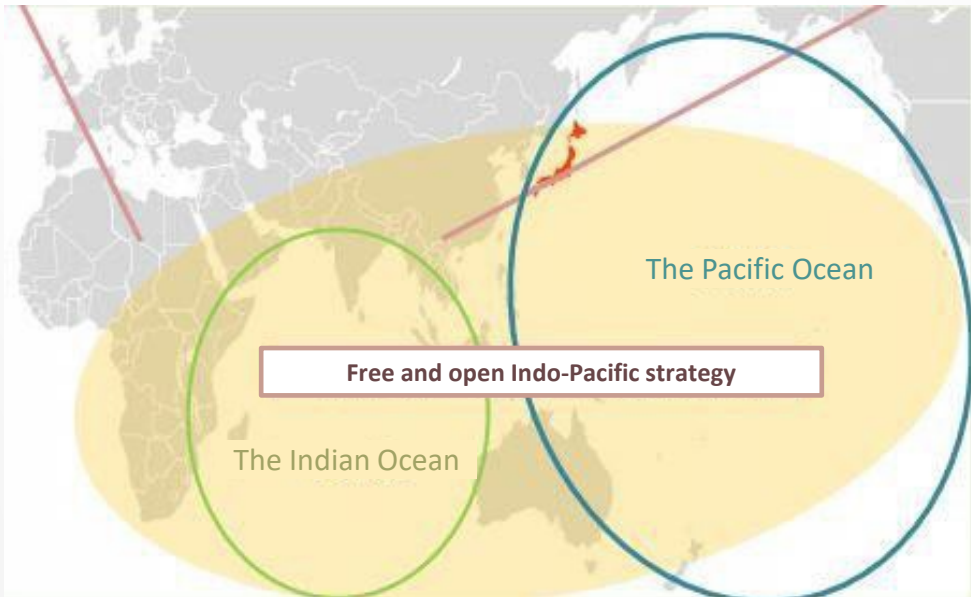 The Pacific Ocean
Free and open Indo-Pacific strategy
The Indian Ocean